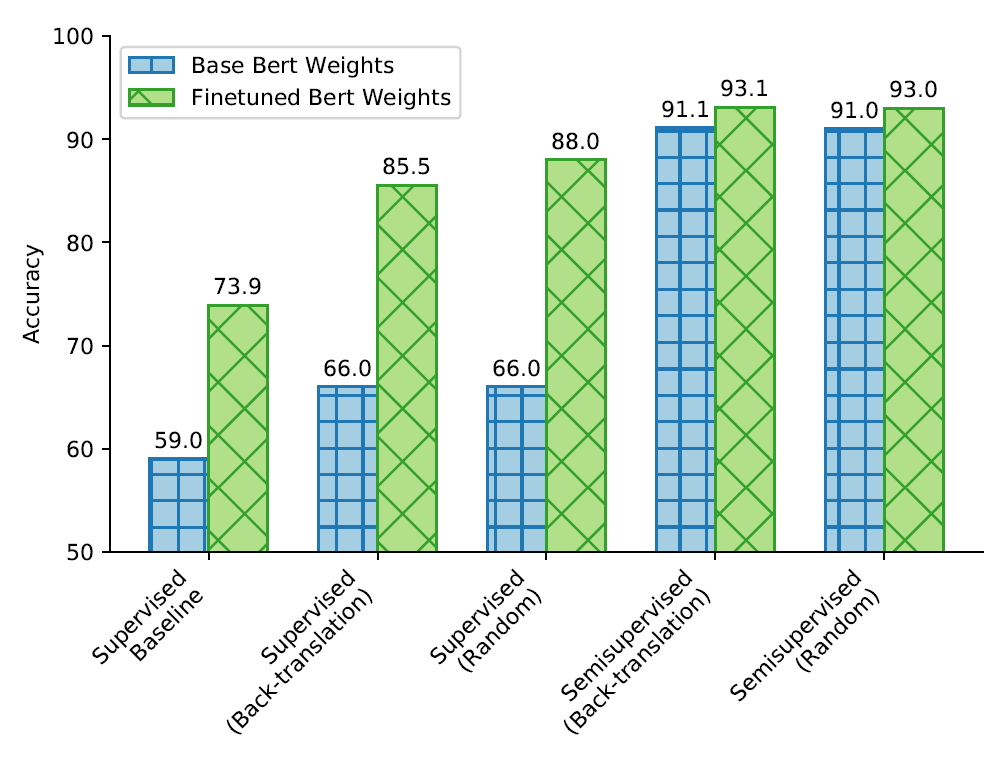 100
90
80
70
60
50
Accuracy
Base Bert Weights
Finetuned Bert Weights
59.0
73.9
66.0
85.5
66.0
88.0
91.1
93.1
91.0
93.0
Supervised
Baseline
Supervised
(Back-translation)
Supervised
(Random)
Semisupervised
(Back-translation)
Semisupervised
(Random)